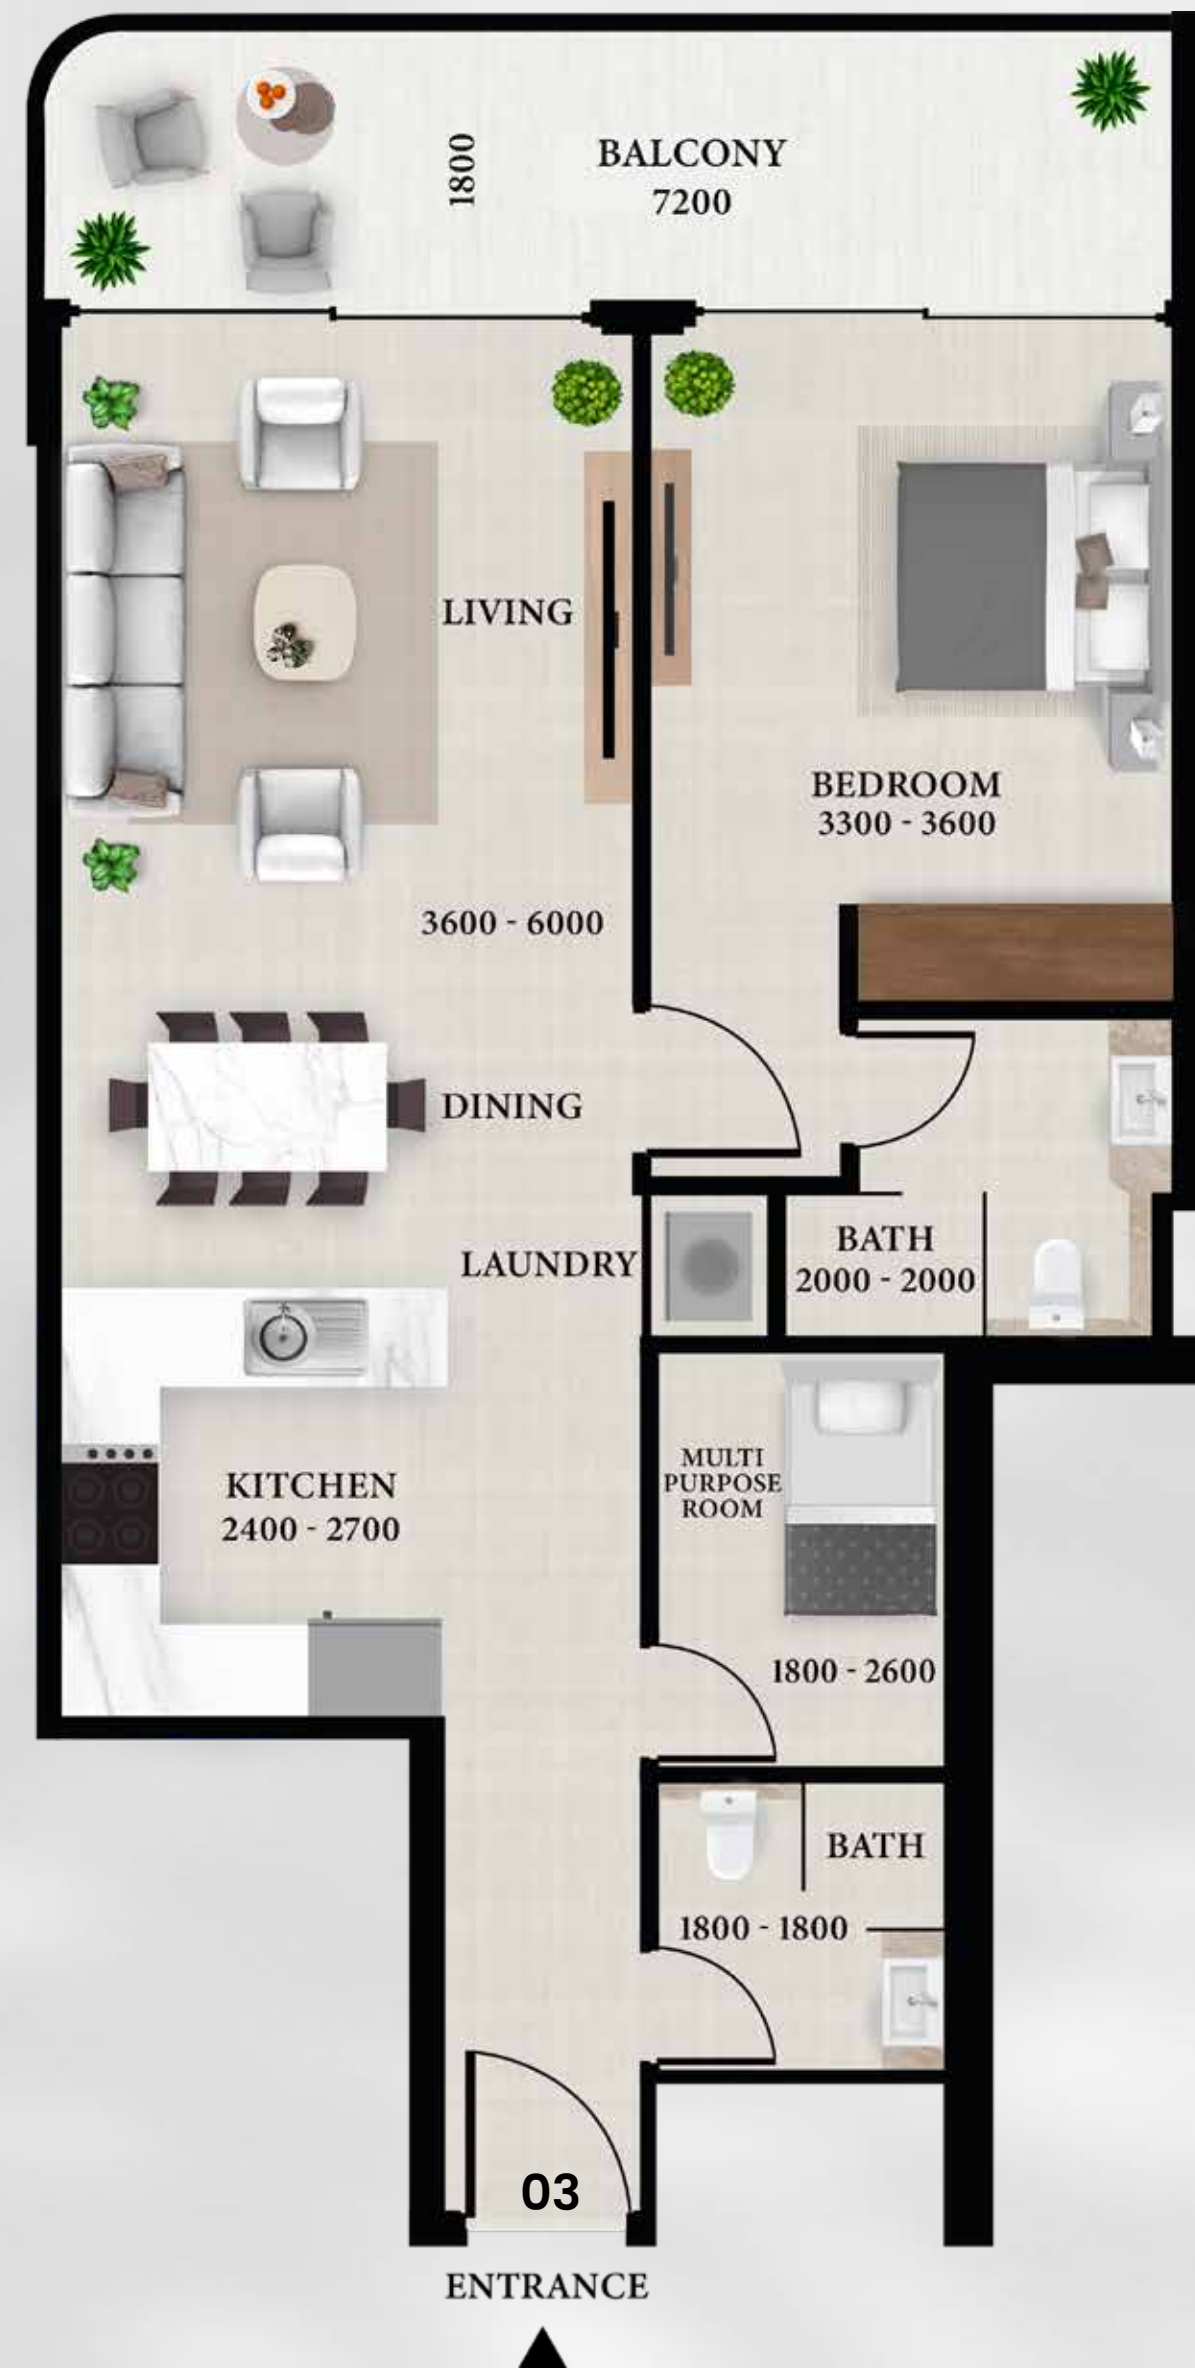 1800
BALCONY
7200
LIVING
BEDROOM
3300 - 3600
3600 - 6000
DINING
LAUNDRY
BATH
2000 - 2000
KITCHEN
2400 - 2700
MULTI
PURPOSE
ROOM
1800 - 2600
BATH
1800 - 1800
03
ENTRANCE